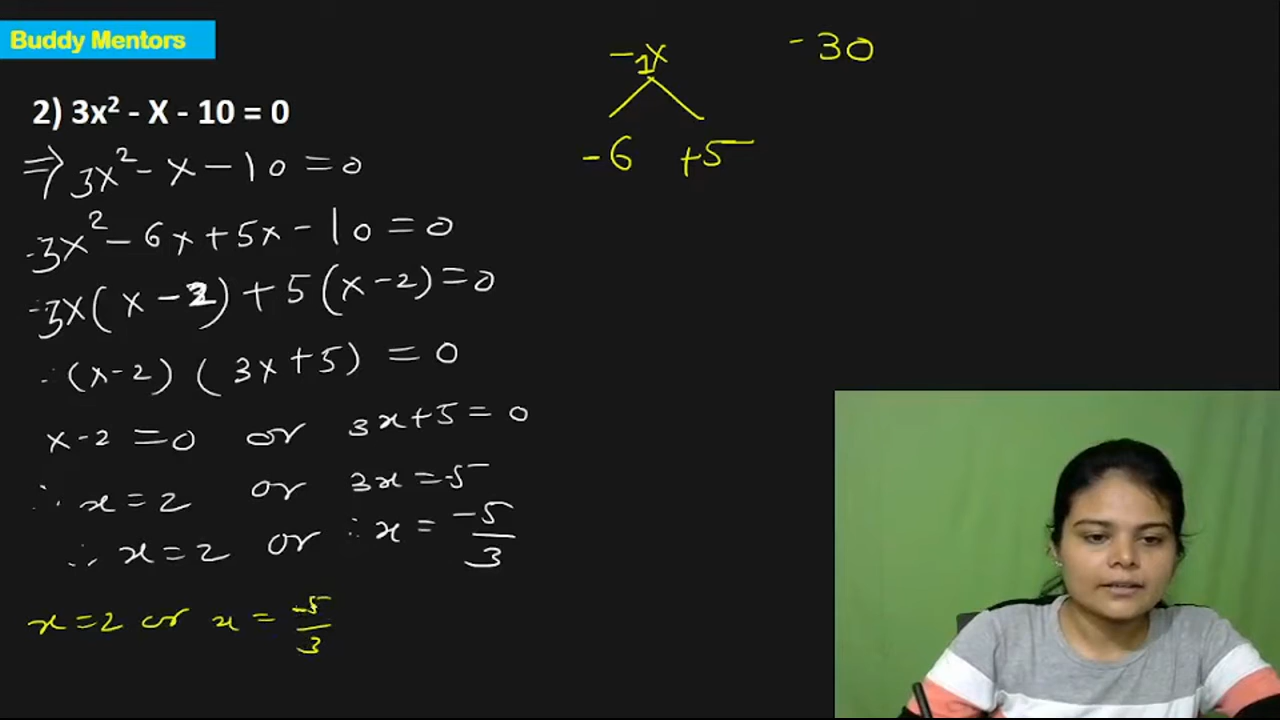 Buddy Mentors
2) 3x² - X - 10 = 0
⇒ 3x² - x - 10 = 0
3x² - 6x + 5x - 10 = 0
3x(x - 2) + 5(x - 2) = 0
∴ (x-2) (3x+5) = 0
x-2 = 0 or 3x+5 = 0
∴ x = 2 or 3x = -5
∴ x = 2 or ∴ x = -5/3
x = 2 or x = -5/3
-1x
-30
-6 +5